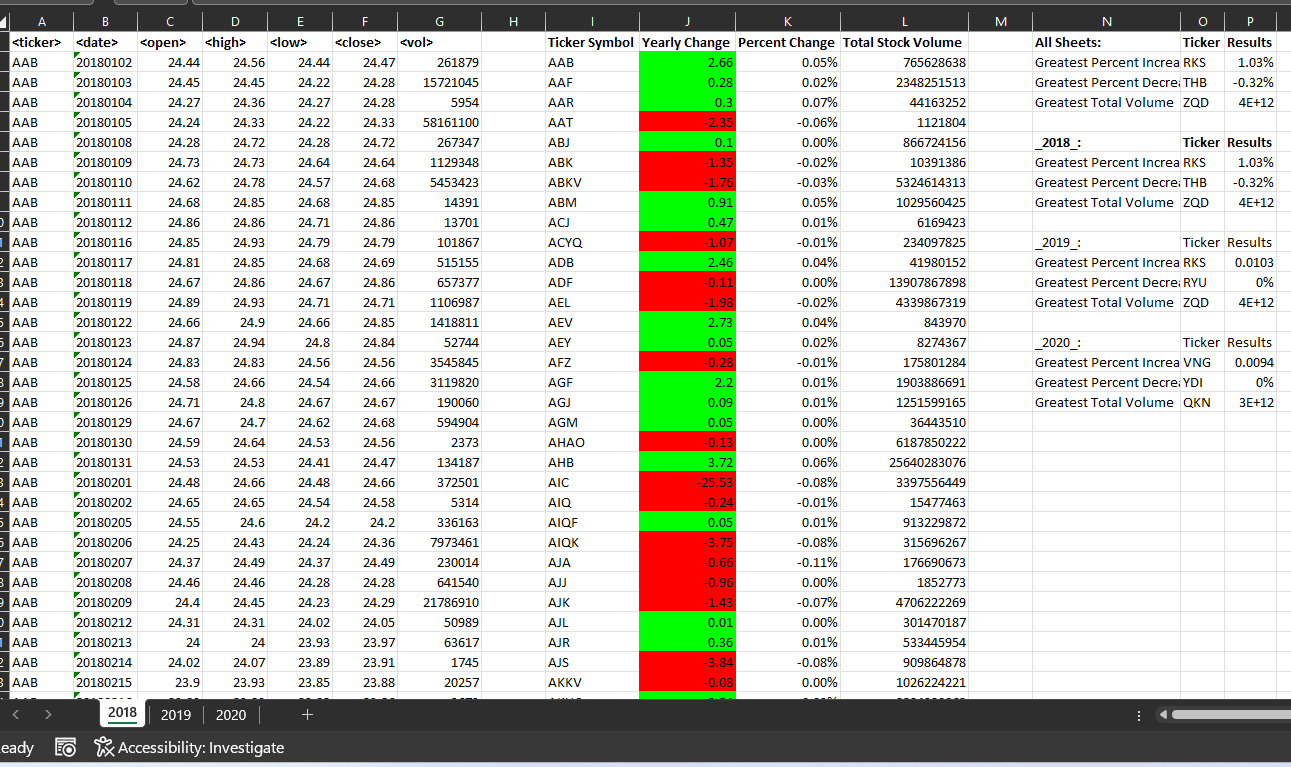 A B C D E F G H I J K L M N O P
<ticker> <date> <open> <high> <low> <close> <vol> Ticker Symbol Yearly Change Percent Change Total Stock Volume All Sheets: Ticker Results
AAB 20180102 24.44 24.56 24.44 24.47 261879 AAB 2.66 0.05% 765628638 Greatest Percent Increa RKS 1.03%
AAB 20180103 24.45 24.45 24.22 24.28 15721045 AAF 0.28 0.02% 2348251513 Greatest Percent Decre THB -0.32%
AAB 20180104 24.27 24.36 24.27 24.28 5954 AAR 0.3 0.07% 44163252 Greatest Total Volume ZQD 4E+12
AAB 20180105 24.24 24.33 24.22 24.33 58161100 AAT -2.35 -0.06% 1121804
AAB 20180108 24.28 24.72 24.28 24.72 267347 ABJ 0.1 0.00% 866724156 _2018_: Ticker Results
AAB 20180109 24.73 24.73 24.64 24.64 1129348 ABK -1.35 -0.02% 10391386 Greatest Percent Increa RKS 1.03%
AAB 20180110 24.62 24.78 24.57 24.68 5453423 ABKV -1.76 -0.03% 5324614313 Greatest Percent Decre THB -0.32%
AAB 20180111 24.68 24.85 24.68 24.85 14391 ABM 0.91 0.05% 1029560425 Greatest Total Volume ZQD 4E+12
AAB 20180112 24.86 24.86 24.71 24.86 13701 ACJ 0.47 0.01% 6169423
AAB 20180116 24.85 24.93 24.79 24.79 101867 ACYQ -1.07 -0.01% 234097825 _2019_: Ticker Results
AAB 20180117 24.81 24.85 24.68 24.69 515155 ADB 2.46 0.04% 41980152 Greatest Percent Increa RKS 0.0103
AAB 20180118 24.67 24.86 24.67 24.86 657377 ADF -0.11 0.00% 13907867898 Greatest Percent Decre RYU 0%
AAB 20180119 24.89 24.93 24.71 24.71 1106987 AEL -1.98 -0.02% 4339867319 Greatest Total Volume ZQD 4E+12
AAB 20180122 24.66 24.9 24.66 24.85 1418811 AEV 2.73 0.04% 843970
AAB 20180123 24.87 24.94 24.8 24.84 52744 AEY 0.05 0.02% 8274367 _2020_: Ticker Results
AAB 20180124 24.83 24.83 24.56 24.56 3545845 AFZ -0.28 -0.01% 175801284 Greatest Percent Increa VNG 0.0094
AAB 20180125 24.58 24.66 24.54 24.66 3119820 AGF 2.2 0.01% 1903886691 Greatest Percent Decre YDI 0%
AAB 20180126 24.71 24.8 24.67 24.67 190060 AGJ 0.09 0.01% 1251599165 Greatest Total Volume QKN 3E+12
AAB 20180129 24.67 24.7 24.62 24.68 594904 AGM 0.05 0.00% 36443510
AAB 20180130 24.59 24.64 24.53 24.56 2373 AHAO -0.13 0.00% 6187850222
AAB 20180131 24.53 24.53 24.41 24.47 134187 AHB 3.72 0.06% 25640283076
AAB 20180201 24.48 24.66 24.48 24.66 372501 AIC -25.53 -0.08% 3397556449
AAB 20180202 24.65 24.65 24.54 24.58 5314 AIQ -0.24 -0.01% 15477463
AAB 20180205 24.55 24.6 24.2 24.2 336163 AIQF 0.05 0.01% 913229872
AAB 20180206 24.25 24.43 24.24 24.36 7973461 AIQK -3.75 -0.08% 315696267
AAB 20180207 24.37 24.49 24.37 24.49 230014 AJA -0.66 -0.11% 176690673
AAB 20180208 24.46 24.46 24.28 24.28 641540 AJJ -0.96 0.00% 1852773
AAB 20180209 24.4 24.45 24.23 24.29 21786910 AJK -1.43 -0.07% 4706222269
AAB 20180212 24.31 24.31 24.02 24.05 50989 AJL 0.01 0.00% 301470187
AAB 20180213 24 24 23.93 23.97 63617 AJR 0.36 0.01% 533445954
AAB 20180214 24.02 24.07 23.89 23.91 1745 AJS -3.84 -0.08% 909864878
AAB 20180215 23.9 23.93 23.85 23.88 20257 AKKV -0.08 0.00% 1026224221
2018 2019 2020 +
eady Accessibility: Investigate